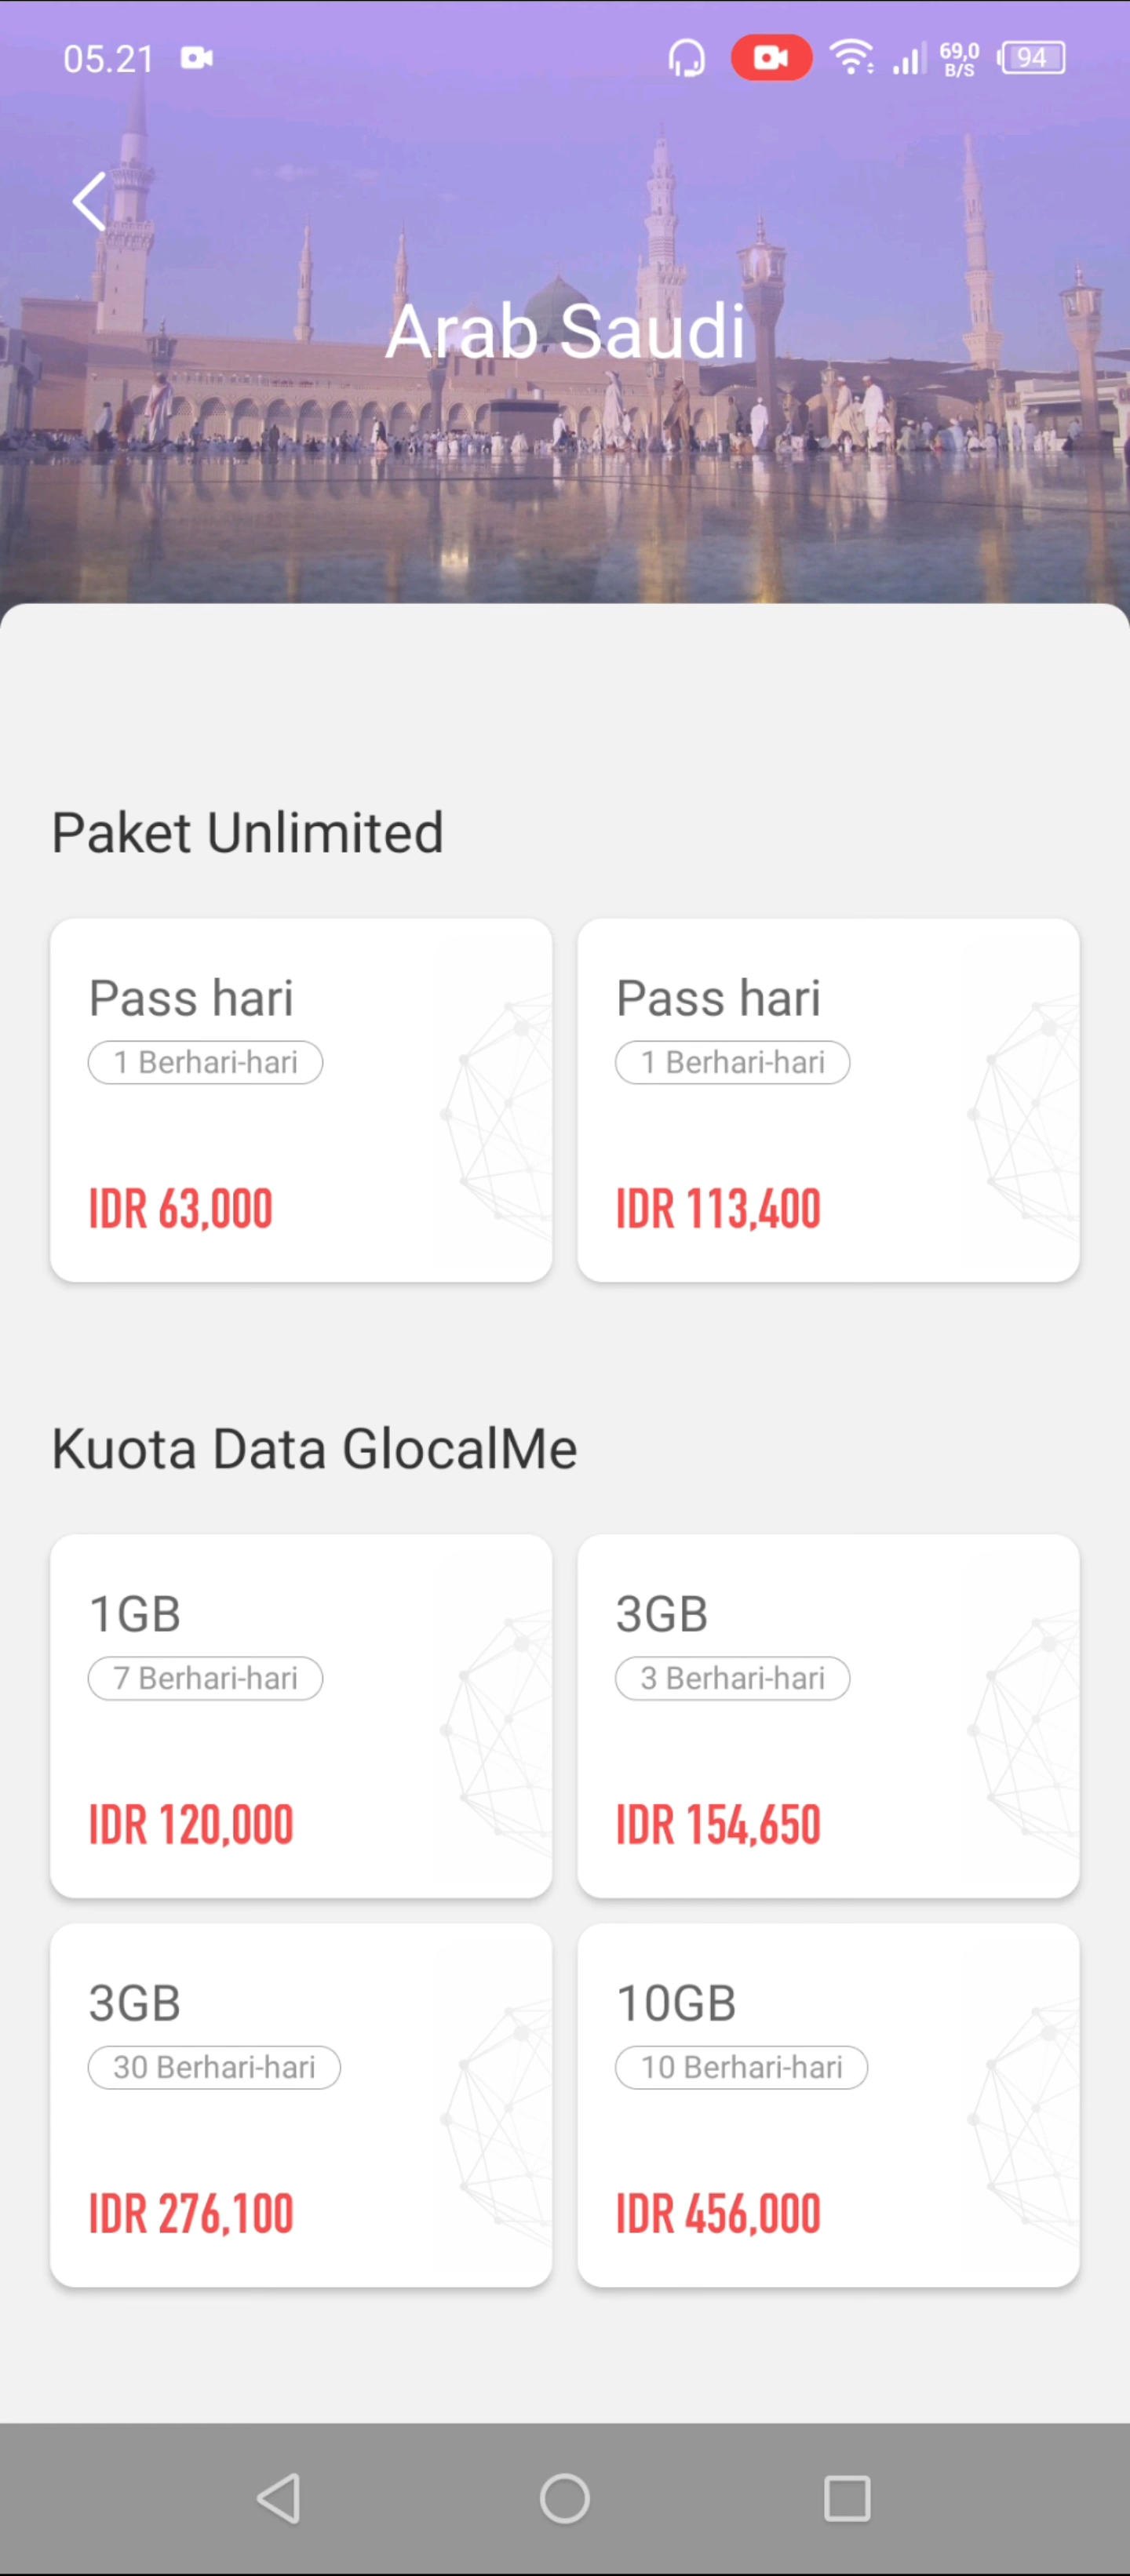 05.21
69,0
B/S
94
Arab Saudi
Paket Unlimited
Pass hari
1 Berhari-hari
IDR 63,000
Pass hari
1 Berhari-hari
IDR 113,400
Kuota Data GlocalMe
1GB
7 Berhari-hari
IDR 120,000
3GB
3 Berhari-hari
IDR 154,650
3GB
30 Berhari-hari
IDR 276,100
10GB
10 Berhari-hari
IDR 456,000